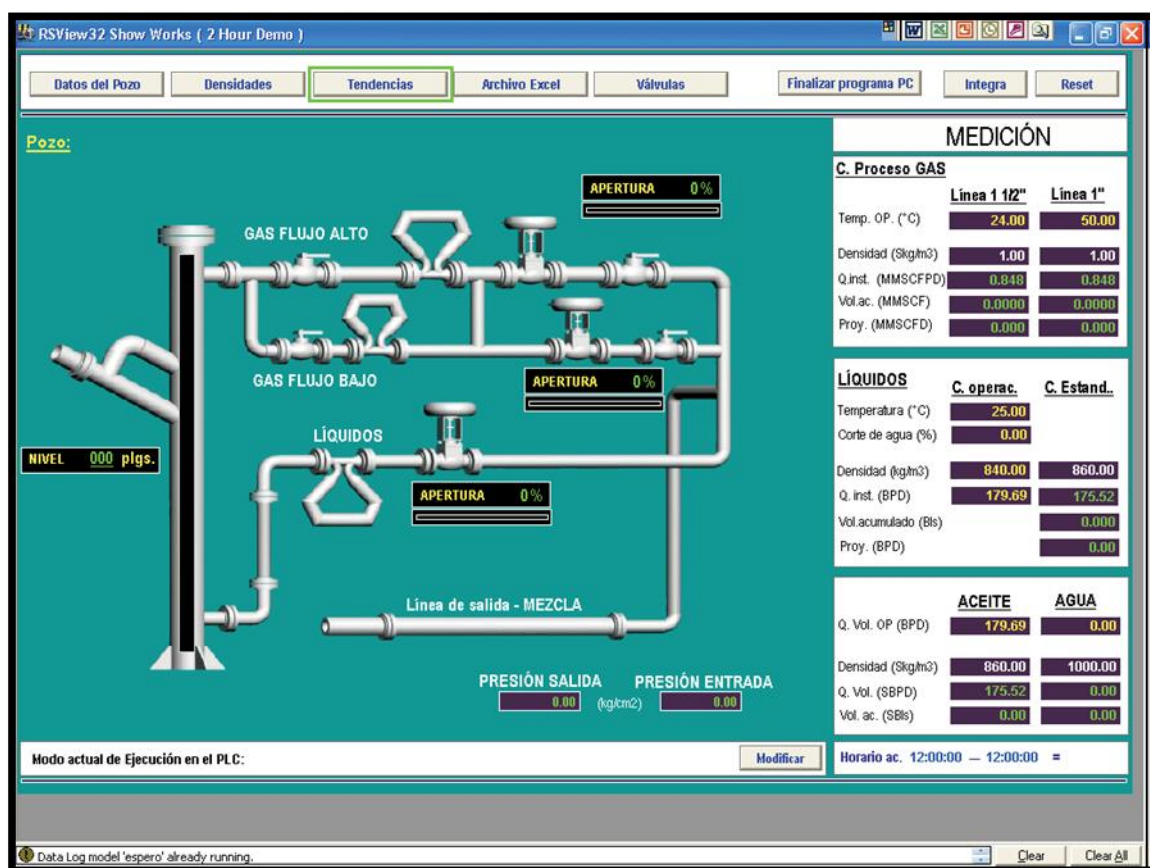 RSView32 Show Works ( 2 Hour Demo )
Datos del Pozo
Densidades
Tendencias
Archivo Excel
Válvulas
Finalizar programa PC
Integra
Reset
Pozo:
APERTURA 0%
GAS FLUJO ALTO
GAS FLUJO BAJO
APERTURA 0%
LÍQUIDOS
NIVEL 000 plgs.
APERTURA 0%
Línea de salida - MEZCLA
PRESIÓN SALIDA PRESIÓN ENTRADA
0.00 (kg/cm2) 0.00
Modo actual de Ejecución en el PLC:
Modificar
MEDICIÓN
C. Proceso GAS
Línea 1 1/2" Línea 1"
Temp. OP. (°C) 24.00 50.00
Densidad (Skg/m3) 1.00 1.00
Q.inst. (MMSCFPD) 0.848 0.848
Vol.ac. (MMSCF) 0.0000 0.0000
Proy. (MMSCFD) 0.000 0.000
LÍQUIDOS C. operac. C. Estand..
Temperatura (°C) 25.00
Corte de agua (%) 0.00
Densidad (kg/m3) 840.00 860.00
Q. inst. (BPD) 179.69 175.52
Vol.acumulado (Bls) 0.000
Proy. (BPD) 0.00
ACEITE AGUA
Q. Vol. OP (BPD) 179.69 0.00
Densidad (Skg/m3) 860.00 1000.00
Q. Vol. (SBPD) 175.52 0.00
Vol. ac. (SBls) 0.00 0.00
Horario ac. 12:00:00 — 12:00:00 =
Data Log model 'espero' already running.
Clear
Clear All